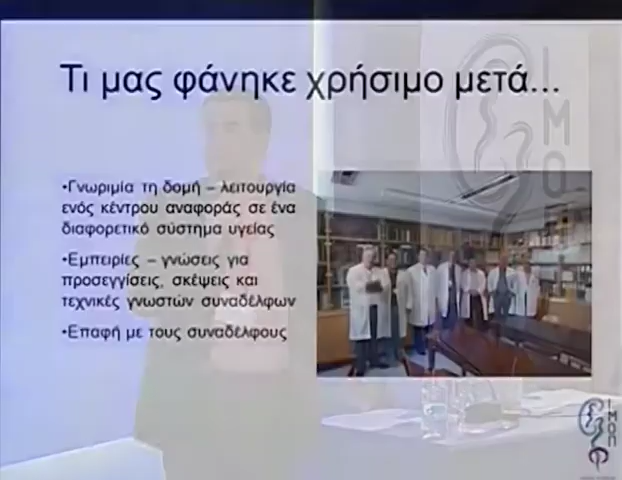 Τι μας φάνηκε χρήσιμο μετά...
•Γνωριμία τη δομή – λειτουργία
ενός κέντρου αναφοράς σε ένα
διαφορετικό σύστημα υγείας
•Εμπειρίες – γνώσεις για
προσεγγίσεις, σκέψεις και
τεχνικές γνωστών συναδέλφων
•Επαφή με τους συναδέλφους
ΙΜΟΠ